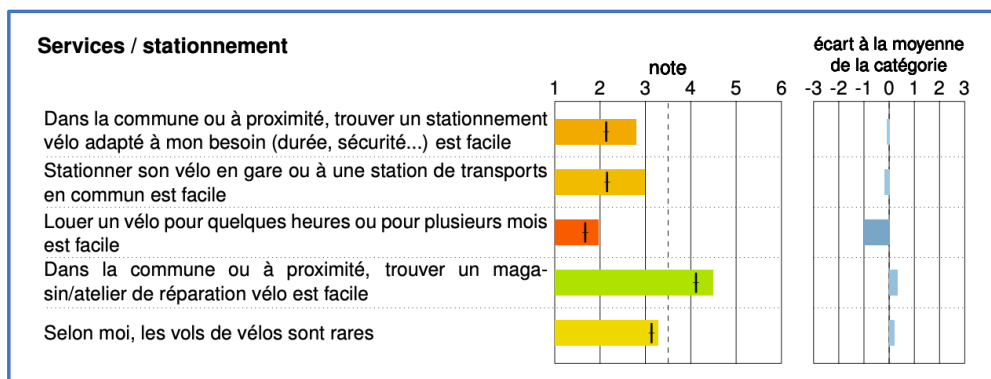 Services / stationnement
écart à la moyenne
de la catégorie
note
1 2 3 4 5 6
-3 -2 -1 0 1 2 3
Dans la commune ou à proximité, trouver un stationnement
vélo adapté à mon besoin (durée, sécurité...) est facile
Stationner son vélo en gare ou à une station de transports
en commun est facile
Louer un vélo pour quelques heures ou pour plusieurs mois
est facile
Dans la commune ou à proximité, trouver un maga-
sin/atelier de réparation vélo est facile
Selon moi, les vols de vélos sont rares